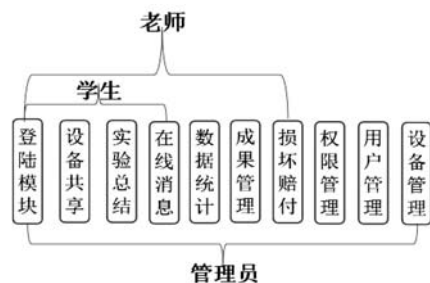 老师
学生
登陆模块
设备共享
实验总结
在线消息
数据统计
成果管理
损坏赔付
权限管理
用户管理
设备管理
管理员